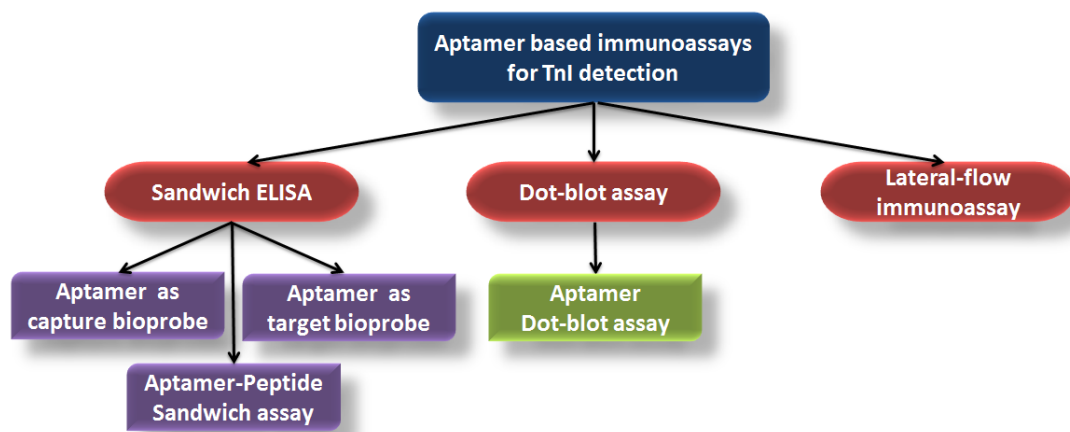 Aptamer based immunoassays
for TnI detection
Sandwich ELISA
Dot-blot assay
Lateral-flow
immunoassay
Aptamer as
capture bioprobe
Aptamer as
target bioprobe
Aptamer
Dot-blot assay
Aptamer-Peptide
Sandwich assay